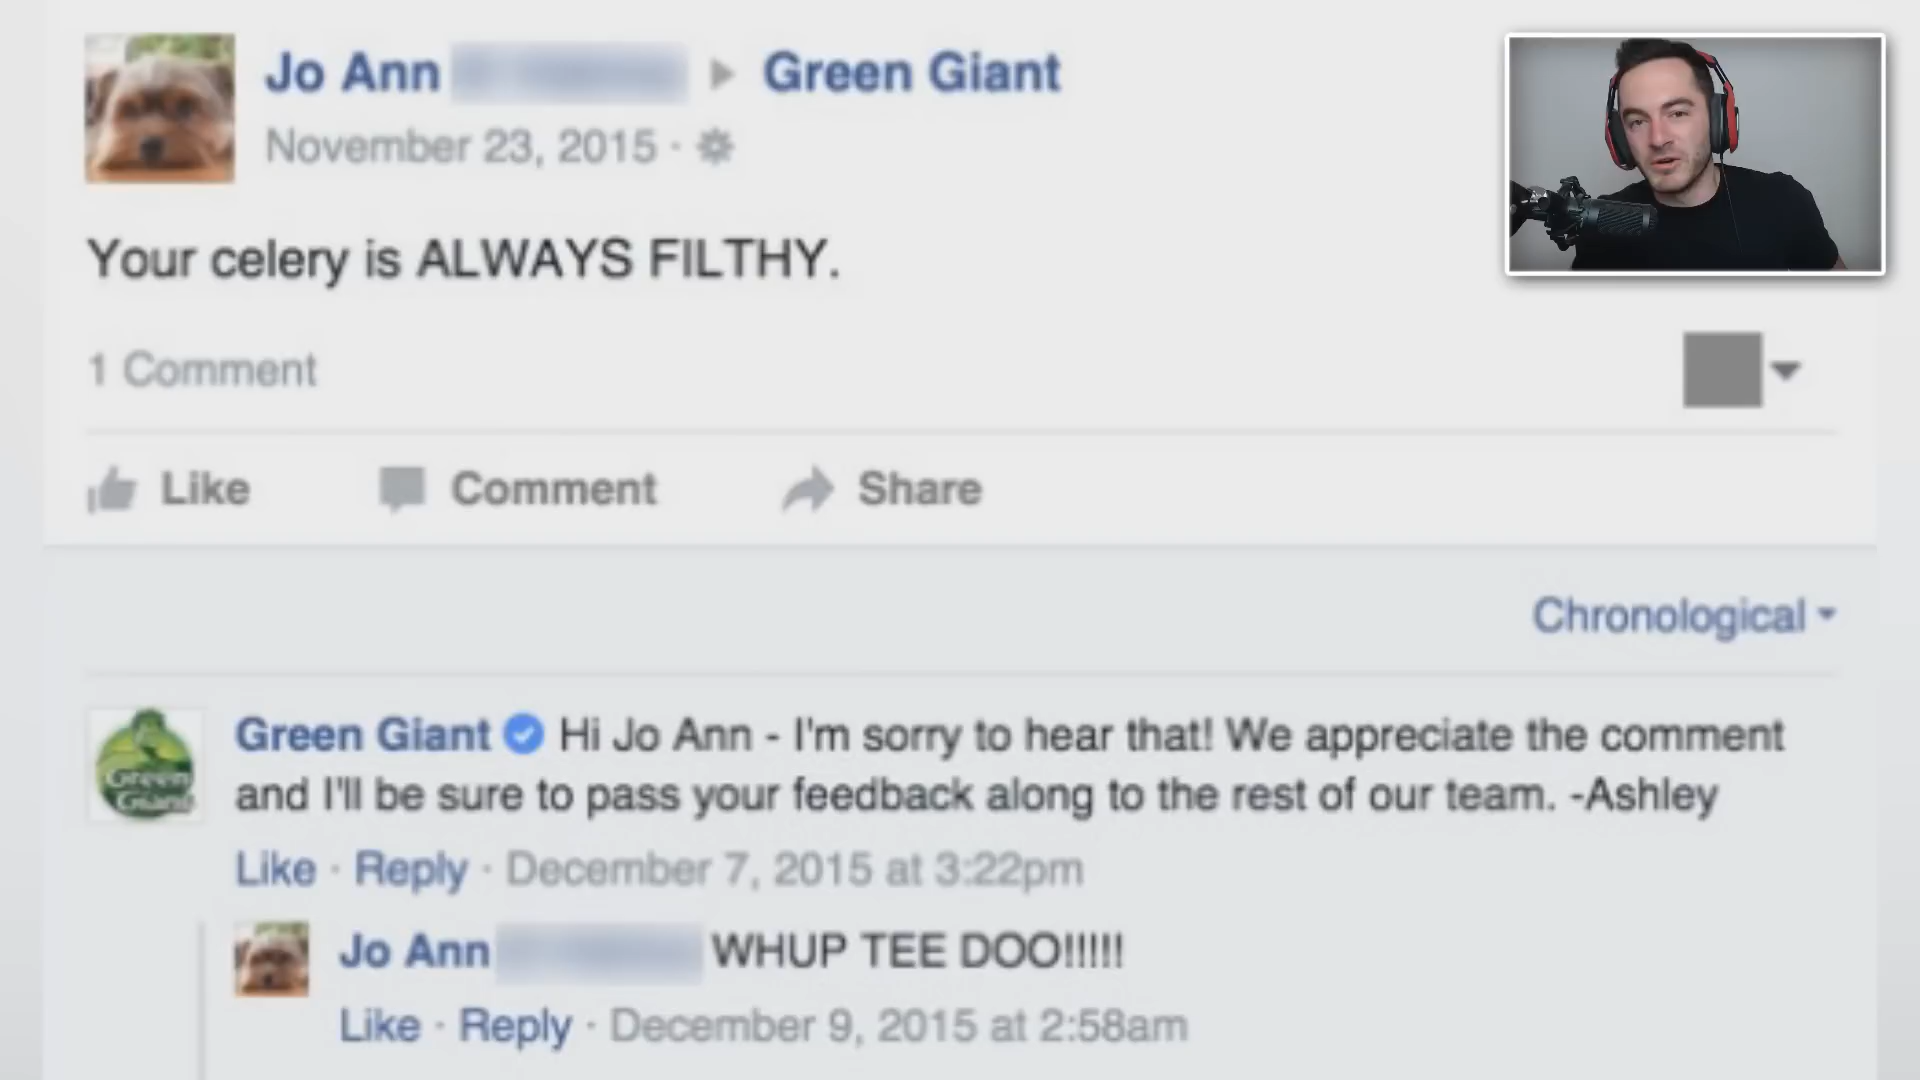 Jo Ann Green Giant
November 23, 2015 ·
Your celery is ALWAYS FILTHY.
1 Comment
Like Comment Share
Chronological
Green Giant Hi Jo Ann - I'm sorry to hear that! We appreciate the comment
and I'll be sure to pass your feedback along to the rest of our team. -Ashley
Green Giant
Like · Reply · December 7, 2015 at 3:22pm
Jo Ann WHUP TEE DOO!!!!!
Like · Reply · December 9, 2015 at 2:58am